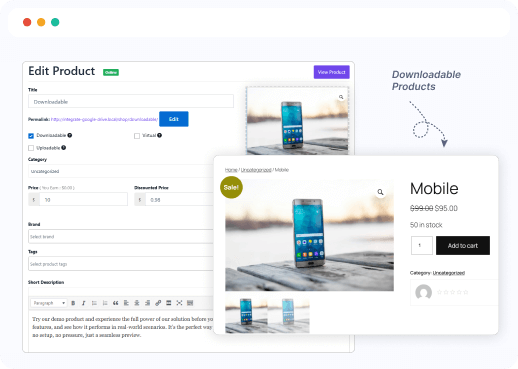 Edit Product Online
View Product
Title
Downloadable
Permalink: http://integrate-google-drive.local/shop/downloadable/ Edit
Downloadable
Virtual
Uploadable
Category
Uncategorized
Price ( You Earn : $0.00 )
Discounted Price
$ 10
$ 0.98
Brand
Select brand
Tags
Select product tags
Short Description
Paragraph
Try our demo product and experience the full power of our solution before you
features, and see how it performs in real-world scenarios. It's the perfect way
no setup, no pressure, just a seamless preview.
Downloadable
Products
Home / Uncategorized / Mobile
Sale!
Mobile
$99.00 $95.00
50 in stock
1
Add to cart
Category: Uncategorized